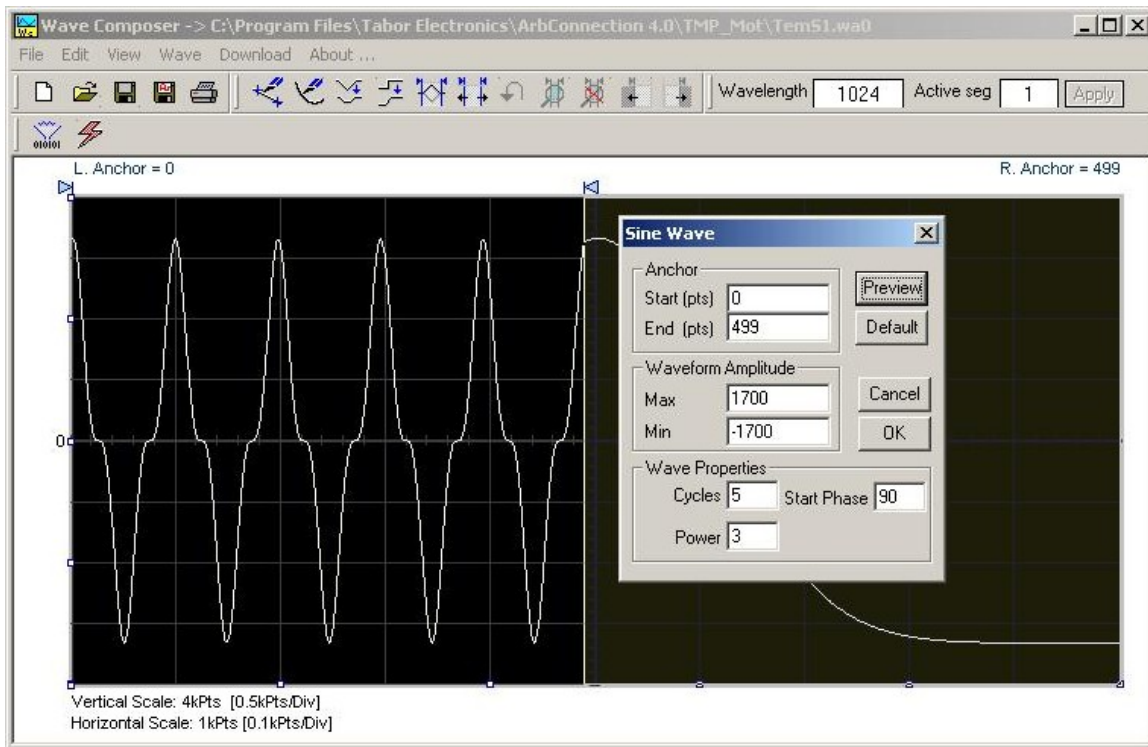 Wave Composer -> C:\Program Files\Tabor Electronics\ArbConnection 4.0\TMP_Mot\TemS1.wa0
File Edit View Wave Download About ...
Wavelength 1024 Active seg 1 Apply
010101
L. Anchor = 0 R. Anchor = 499
Sine Wave
Anchor
Start (pts) 0
End (pts) 499
Preview
Default
Waveform Amplitude
Max 1700
Min -1700
Cancel
OK
Wave Properties
Cycles 5 Start Phase 90
Power 3
0
Vertical Scale: 4kPts [0.5kPts/Div]
Horizontal Scale: 1kPts [0.1kPts/Div]